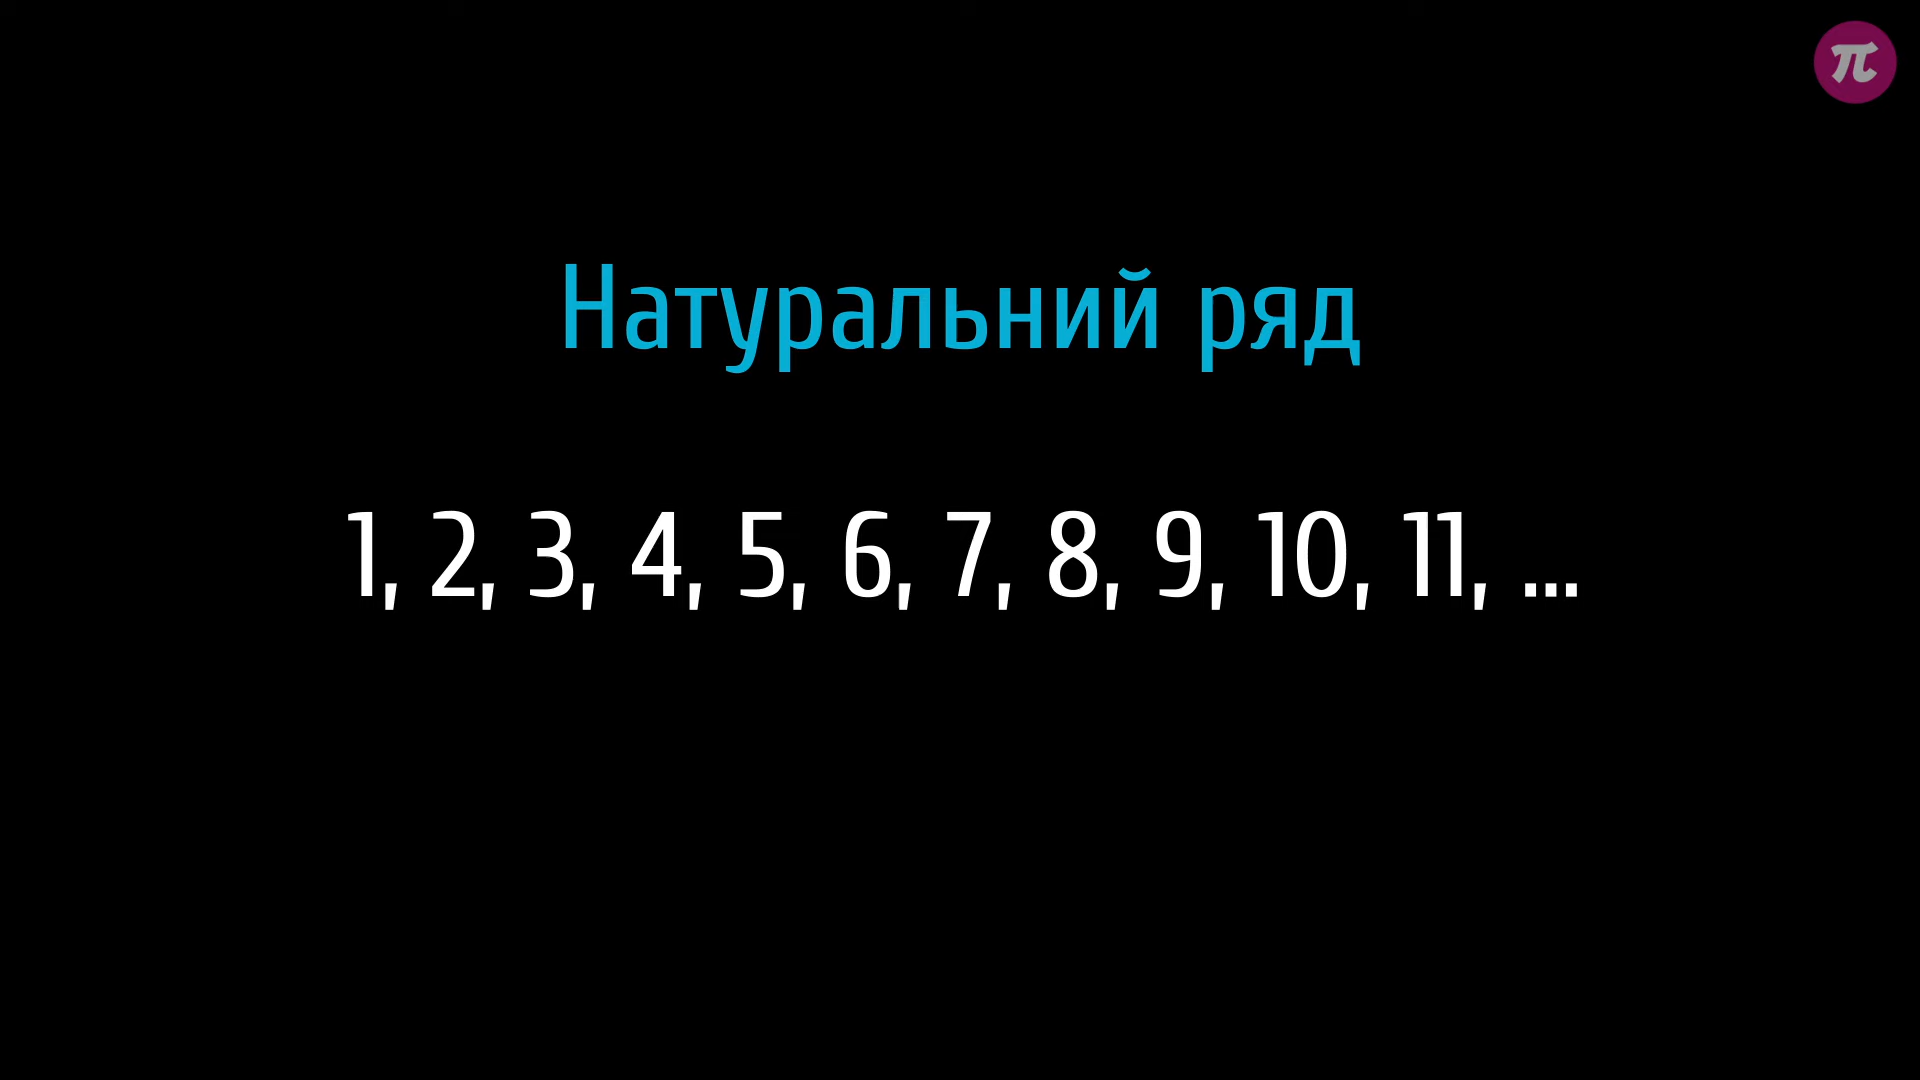 π
Натуральний ряд
1, 2, 3, 4, 5, 6, 7, 8, 9, 10, 11, ...